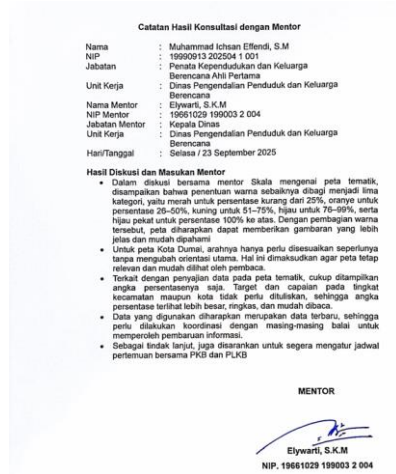 Catatan Hasil Konsultasi dengan Mentor
Nama : Muhammad Ichsan Effendi, S.M
NIP : 19990913 202504 1 001
Jabatan : Penata Kependudukan dan Keluarga
Berencana Ahli Pertama
Unit Kerja : Dinas Pengendalian Penduduk dan Keluarga
Berencana
Nama Mentor : Elywarti, S.K.M
NIP Mentor : 19661029 199003 2 004
Jabatan Mentor : Kepala Dinas
Unit Kerja : Dinas Pengendalian Penduduk dan Keluarga
Berencana
Hari/Tanggal : Selasa / 23 September 2025
Hasil Diskusi dan Masukan Mentor
• Dalam diskusi bersama mentor Skala mengenai peta tematik,
disampaikan bahwa penentuan warna sebaiknya dibagi menjadi lima
kategori, yaitu merah untuk persentase kurang dari 25%, oranye untuk
persentase 26–50%, kuning untuk 51–75%, hijau untuk 76–99%, serta
hijau pekat untuk persentase 100% ke atas. Dengan pembagian warna
tersebut, peta diharapkan dapat memberikan gambaran yang lebih
jelas dan mudah dipahami
• Untuk peta Kota Dumai, arahnya hanya perlu disesuaikan seperlunya
tanpa mengubah orientasi utama. Hal ini dimaksudkan agar peta tetap
relevan dan mudah dilihat oleh pembaca.
• Terkait dengan penyajian data pada peta tematik, cukup ditampilkan
angka persentasenya saja. Target dan capaian pada tingkat
kecamatan maupun kota tidak perlu dituliskan, sehingga angka
persentase terlihat lebih besar, ringkas, dan mudah dibaca.
• Data yang digunakan diharapkan merupakan data terbaru, sehingga
perlu dilakukan koordinasi dengan masing-masing balai untuk
memperoleh pembaruan informasi.
• Sebagai tindak lanjut, juga disarankan untuk segera mengatur jadwal
pertemuan bersama PKB dan PLKB
MENTOR
Elywarti, S.K.M
NIP. 19661029 199003 2 004